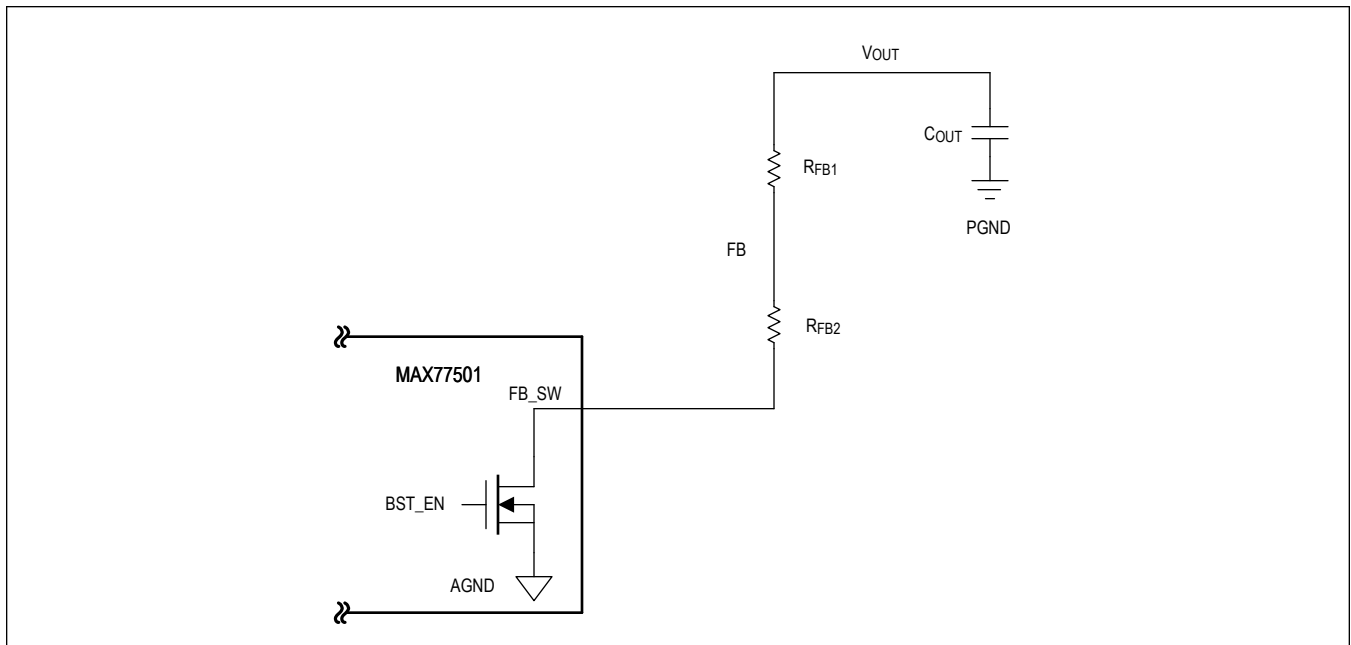 VOUT
COUT
RFB1
PGND
FB
RFB2
MAX77501
FB_SW
BST_EN
AGND